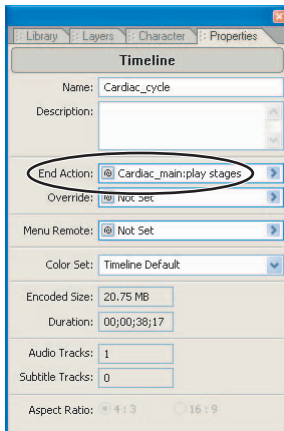 Library Layers Character Properties
Timeline
Name: Cardiac_cycle
Description:
End Action: Cardiac_main:play stages
Override: Not Set
Menu Remote: Not Set
Color Set: Timeline Default
Encoded Size: 20.75 MB
Duration: 00;00;38;17
Audio Tracks: 1
Subtitle Tracks: 0
Aspect Ratio: 4:3 16:9